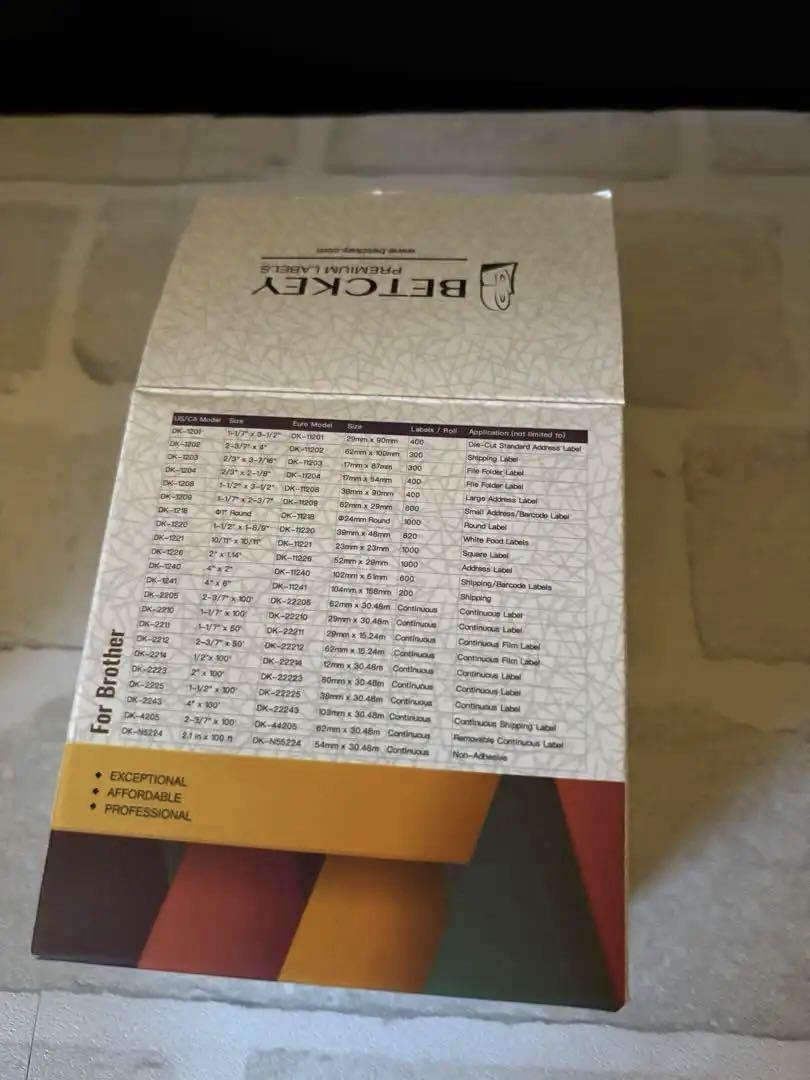 www.betckey.com
PREMIUM LABELS
BETCKEY
US/CA Model Size Euro Model Size Labels / Roll Application (not limited to)
DK-1201 1-1/7" x 3-1/2" DK-11201 29mm x 90mm 400 Die-Cut Standard Address Label
DK-1202 2-3/7" x 4" DK-11202 62mm x 100mm 300 Shipping Label
DK-1203 2/3" x 3-7/16" DK-11203 17mm x 87mm 300 File Folder Label
DK-1204 2/3" x 2-1/8" DK-11204 17mm x 54mm 400 File Folder Label
DK-1208 1-1/2" x 3-1/2" DK-11208 38mm x 90mm 400 Large Address Label
DK-1209 1-1/7" x 2-3/7" DK-11209 62mm x 29mm 800 Small Address/Barcode Label
DK-1218 Φ1" Round DK-11218 Φ24mm Round 1000 Round Label
DK-1220 1-1/2" x 1-8/9" DK-11220 39mm x 48mm 620 White Food Labels
DK-1221 10/11" x 10/11" DK-11221 23mm x 23mm 1000 Square Label
DK-1226 2" x 1.14" DK-11226 52mm x 29mm 1000 Address Label
DK-1240 4" x 2" DK-11240 102mm x 51mm 600 Shipping/Barcode Labels
DK-1241 4" x 6" DK-11241 104mm x 158mm 200 Shipping
DK-2205 2-3/7" x 100' DK-22205 62mm x 30.48m Continuous Continuous Label
DK-2210 1-1/7" x 100' DK-22210 29mm x 30.48m Continuous Continuous Label
DK-2211 1-1/7" x 50' DK-22211 29mm x 15.24m Continuous Continuous Film Label
DK-2212 2-3/7" x 50' DK-22212 62mm x 15.24m Continuous Continuous Film Label
DK-2214 1/2"x 100' DK-22214 12mm x 30.48m Continuous Continuous Label
DK-2223 2" x 100' DK-22223 50mm x 30.48m Continuous Continuous Label
DK-2225 1-1/2" x 100' DK-22225 38mm x 30.48m Continuous Continuous Label
DK-2243 4" x 100' DK-22243 103mm x 30.48m Continuous Continuous Shipping Label
DK-4205 2-3/7" x 100' DK-44205 62mm x 30.48m Continuous Removable Continuous Label
DK-N5224 2.1 in x 100 ft DK-N55224 54mm x 30.48m Continuous Non-Adhesive
For Brother
◆ EXCEPTIONAL
◆ AFFORDABLE
◆ PROFESSIONAL